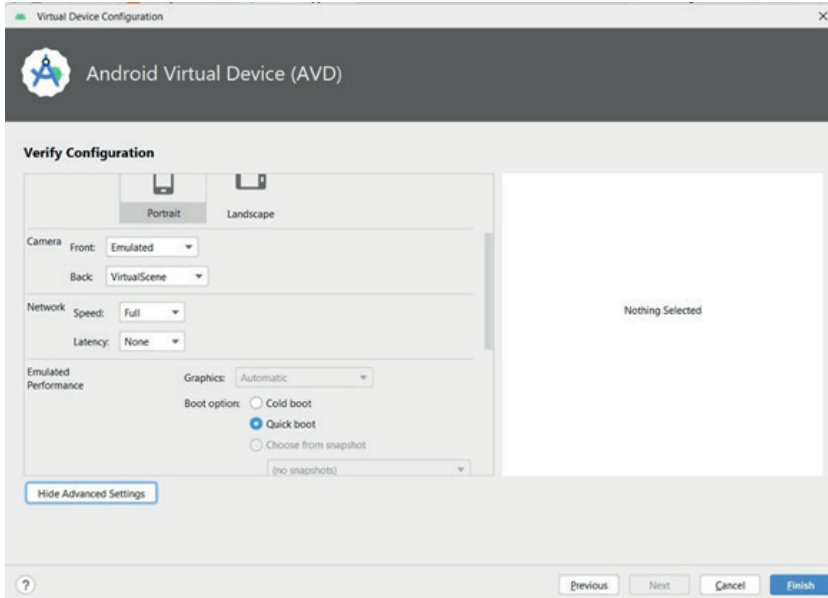 Virtual Device Configuration
Android Virtual Device (AVD)
Verify Configuration
Portrait
Landscape
Camera Front: Emulated
Back: VirtualScene
Network Speed: Full
Latency: None
Emulated
Performance
Graphics: Automatic
Boot option: Cold boot
Quick boot
Choose from snapshot
(no snapshots)
Nothing Selected
Hide Advanced Settings
?
Previous
Next
Cancel
Finish